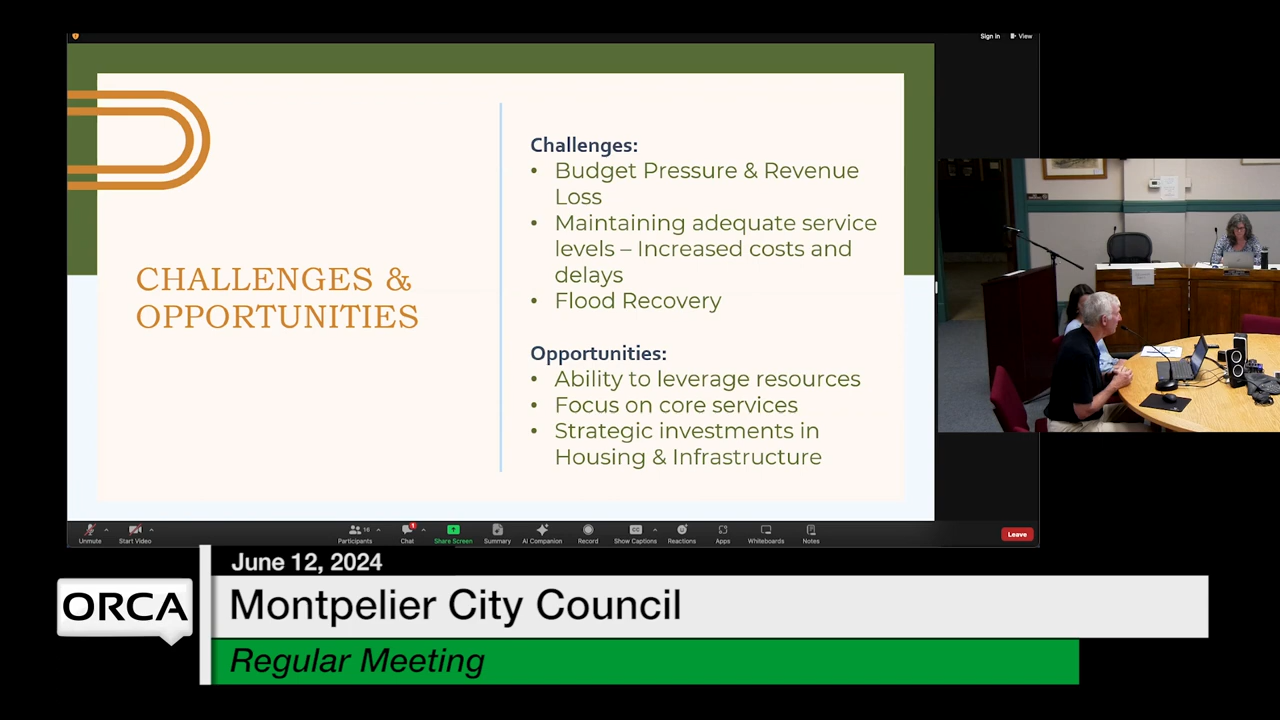 Sign in View
CHALLENGES &
OPPORTUNITIES
Challenges:
• Budget Pressure & Revenue
Loss
• Maintaining adequate service
levels – Increased costs and
delays
• Flood Recovery
Opportunities:
• Ability to leverage resources
• Focus on core services
• Strategic investments in
Housing & Infrastructure
Unmute
Start Video
Participants 16
Chat 1
Share Screen
Summary
AI Companion
Record
CC Show Captions
Reactions
Apps
Whiteboards
Notes
Leave
June 12, 2024
ORCA
Montpelier City Council
Regular Meeting